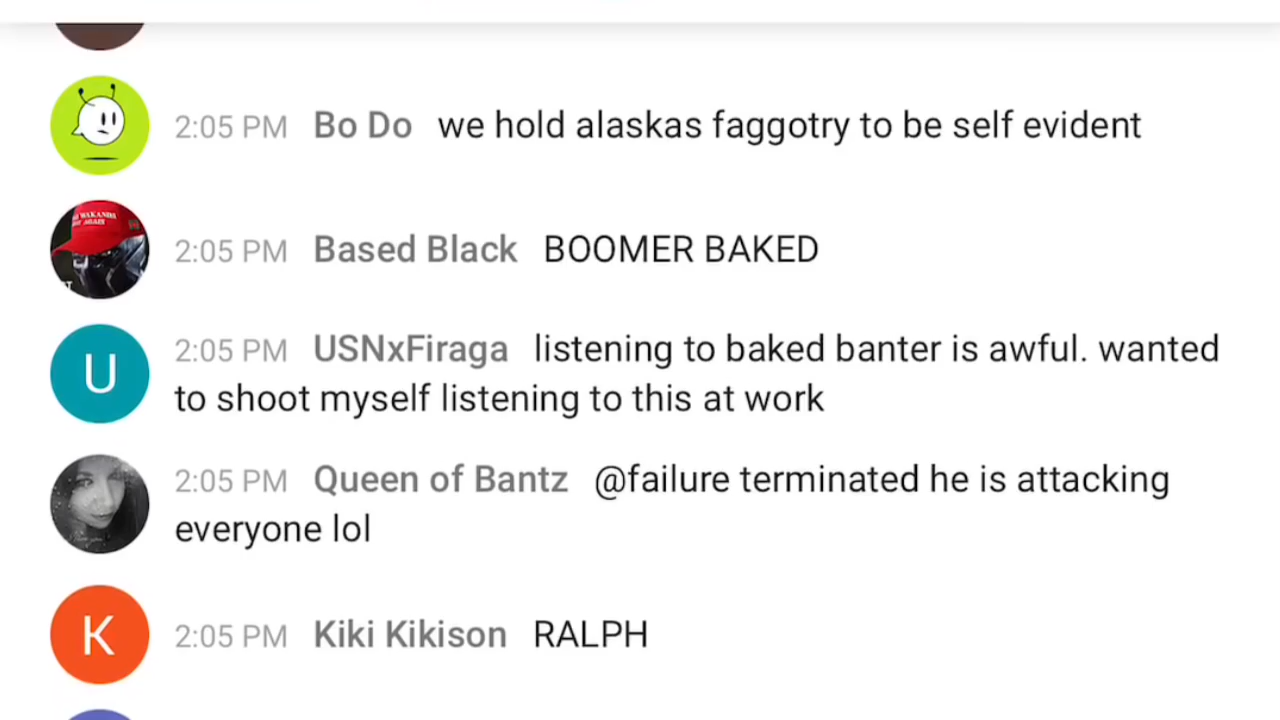 2:05 PM Bo Do we hold alaskas faggotry to be self evident
WAKANDA
AGAIN
2:05 PM Based Black BOOMER BAKED
U 2:05 PM USNxFiraga listening to baked banter is awful. wanted
to shoot myself listening to this at work
2:05 PM Queen of Bantz @failure terminated he is attacking
everyone lol
K 2:05 PM Kiki Kikison RALPH